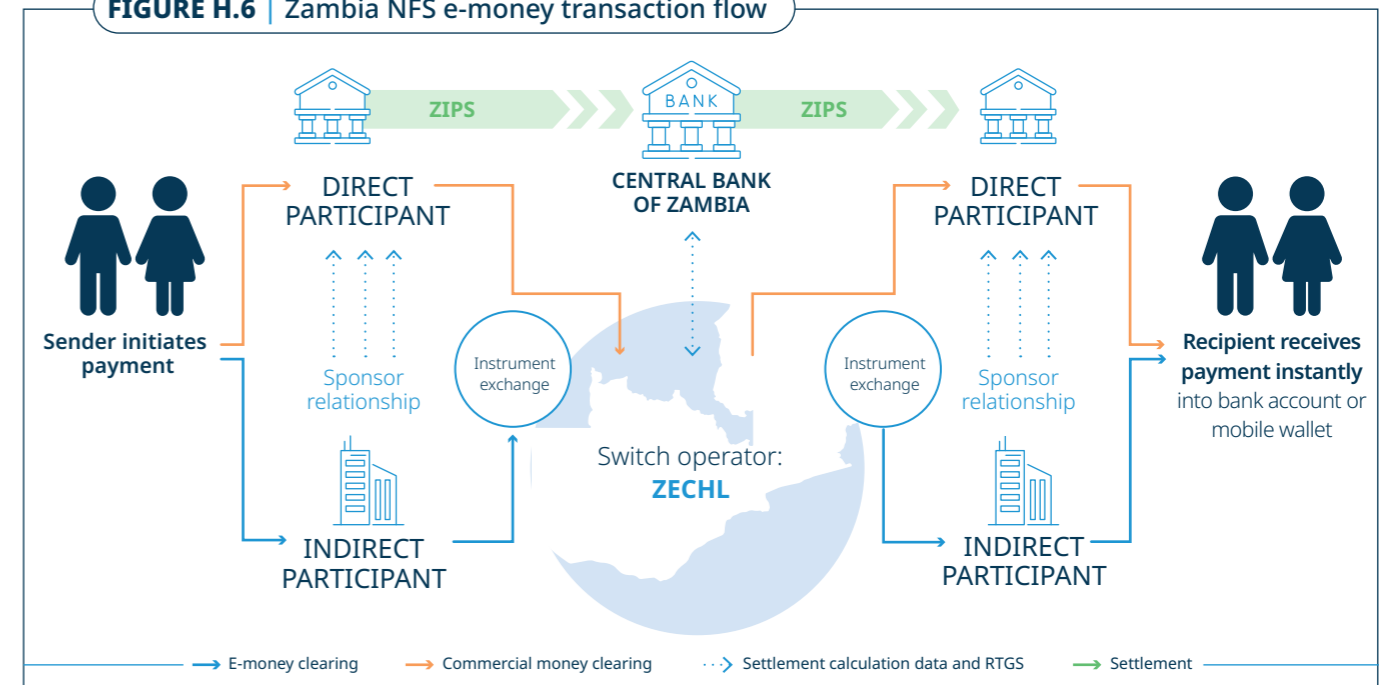 FIGURE H.6 | Zambia NFS e-money transaction flow
ZIPS
BANK
ZIPS
CENTRAL BANK
OF ZAMBIA
DIRECT
PARTICIPANT
DIRECT
PARTICIPANT
Sender initiates
payment
Instrument
exchange
Instrument
exchange
Recipient receives
payment instantly
into bank account or
mobile wallet
Sponsor
relationship
Sponsor
relationship
Switch operator:
ZECHL
INDIRECT
PARTICIPANT
INDIRECT
PARTICIPANT
E-money clearing
Commercial money clearing
Settlement calculation data and RTGS
Settlement